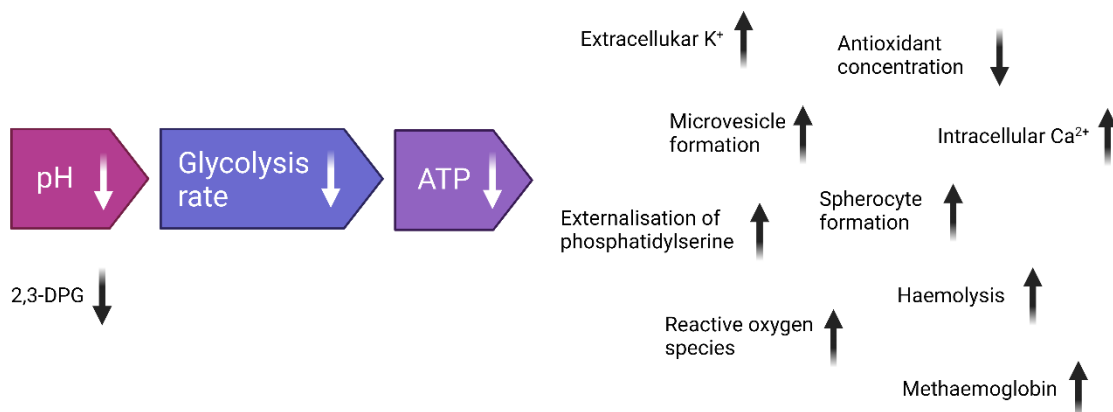 pH
Glycolysis
rate
ATP
2,3-DPG
Extracellukar K⁺
Antioxidant
concentration
Microvesicle
formation
Intracellular Ca²⁺
Externalisation of
phosphatidylserine
Spherocyte
formation
Haemolysis
Reactive oxygen
species
Methaemoglobin